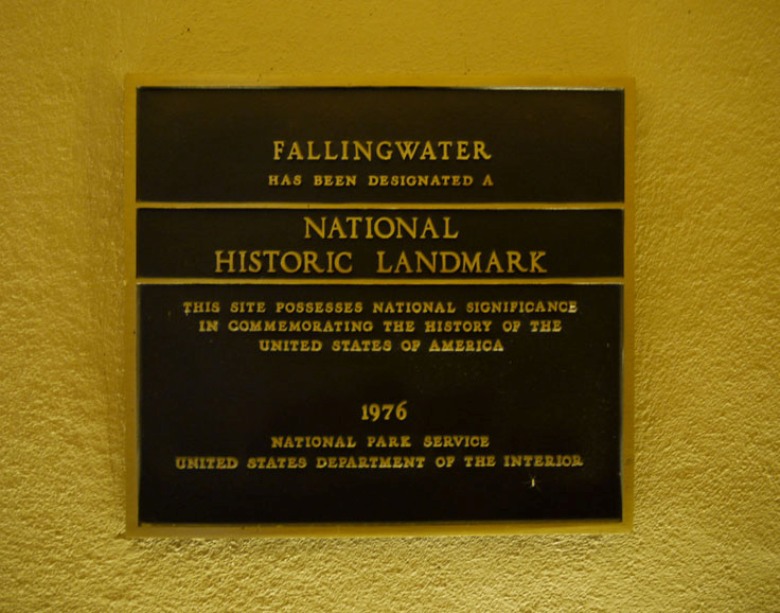 FALLINGWATER
HAS BEEN DESIGNATED A
NATIONAL
HISTORIC LANDMARK
THIS SITE POSSESSES NATIONAL SIGNIFICANCE
IN COMMEMORATING THE HISTORY OF THE
UNITED STATES OF AMERICA
1976
NATIONAL PARK SERVICE
UNITED STATES DEPARTMENT OF THE INTERIOR